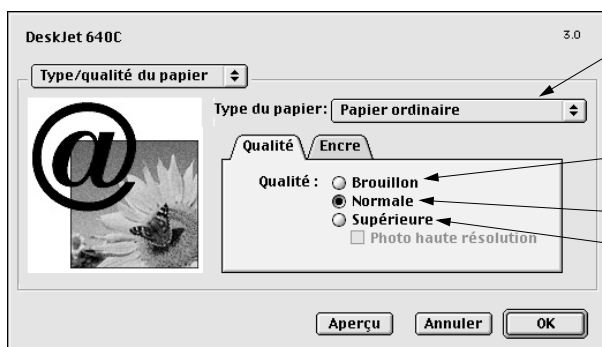 DeskJet 640C 3.0
Type/qualité du papier
@
Type du papier: Papier ordinaire
Qualité Encre
Qualité : Brouillon
Normale
Supérieure
Photo haute résolution
Aperçu Annuler OK